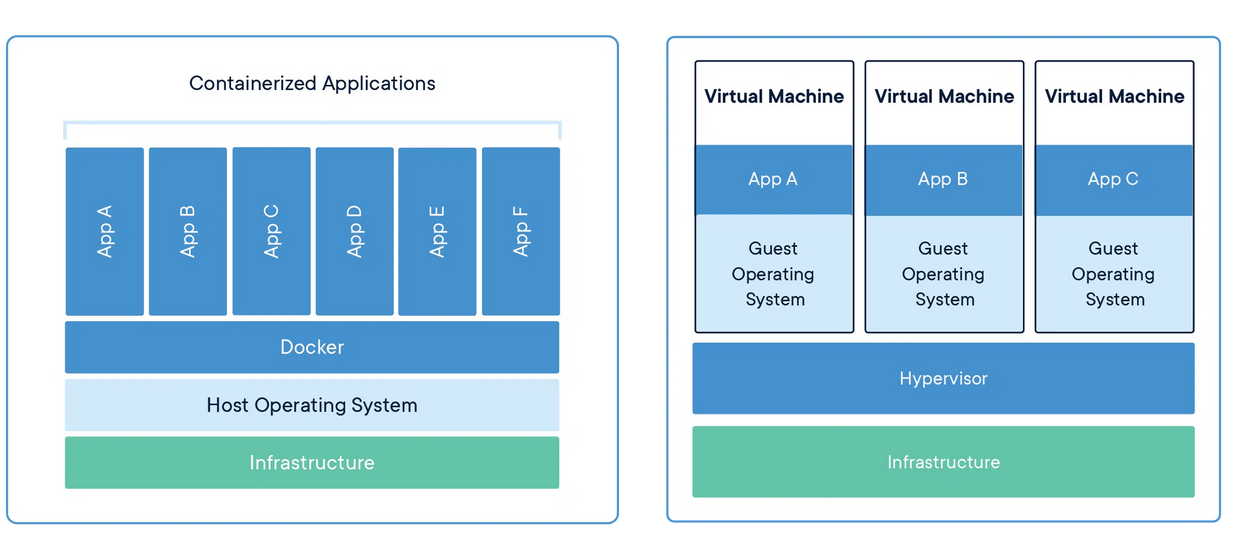 Containerized Applications
App A
App B
App C
App D
App E
App F
Docker
Host Operating System
Infrastructure
Virtual Machine
App A
Guest
Operating
System
Virtual Machine
App B
Guest
Operating
System
Virtual Machine
App C
Guest
Operating
System
Hypervisor
Infrastructure